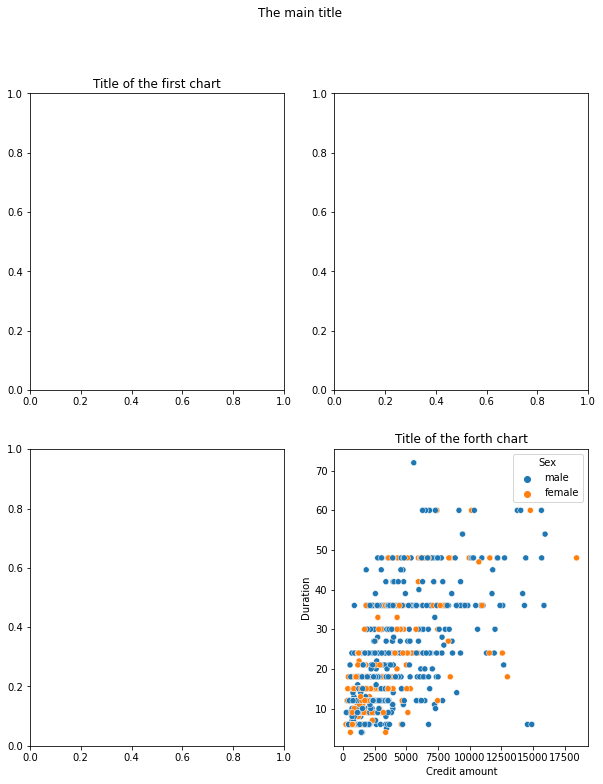 The main title
Title of the first chart
1.0
0.8
0.6
0.4
0.2
0.0
0.0 0.2 0.4 0.6 0.8 1.0
1.0
0.8
0.6
0.4
0.2
0.0
0.0 0.2 0.4 0.6 0.8 1.0
1.0
0.8
0.6
0.4
0.2
0.0
0.0 0.2 0.4 0.6 0.8 1.0
Title of the forth chart
Sex
male
female
Duration
70
60
50
40
30
20
10
0 2500 5000 7500 10000 12500 15000 17500
Credit amount